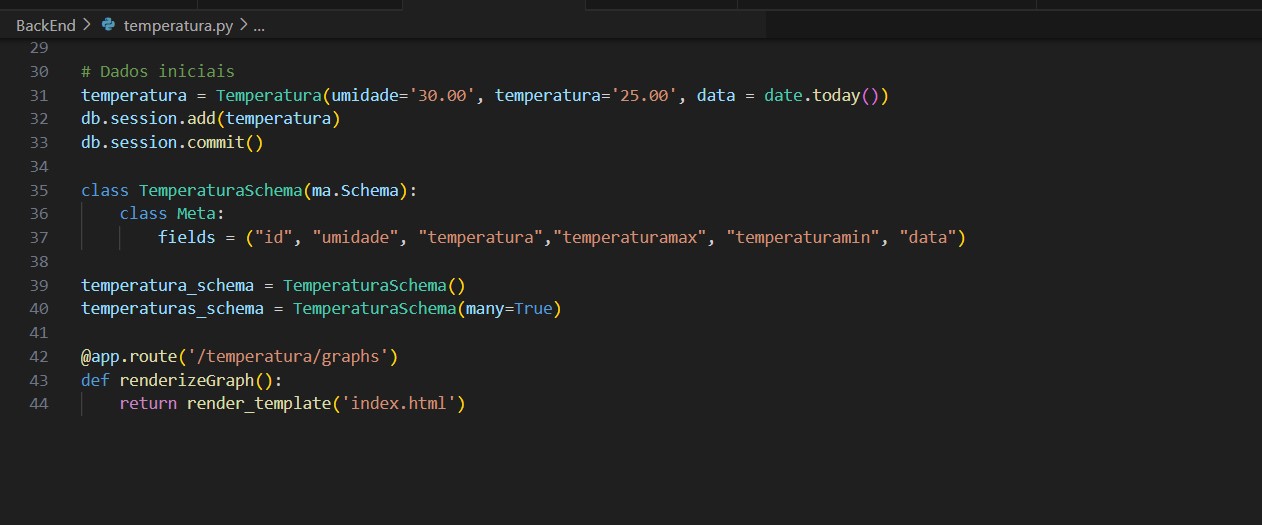 BackEnd > temperatura.py > ...
29
30 # Dados iniciais
31 temperatura = Temperatura(umidade='30.00', temperatura='25.00', data = date.today())
32 db.session.add(temperatura)
33 db.session.commit()
34
35 class TemperaturaSchema(ma.Schema):
36     class Meta:
37         fields = ("id", "umidade", "temperatura","temperaturamax", "temperaturamin", "data")
38
39 temperatura_schema = TemperaturaSchema()
40 temperaturas_schema = TemperaturaSchema(many=True)
41
42 @app.route('/temperatura/graphs')
43 def renderizeGraph():
44     return render_template('index.html')